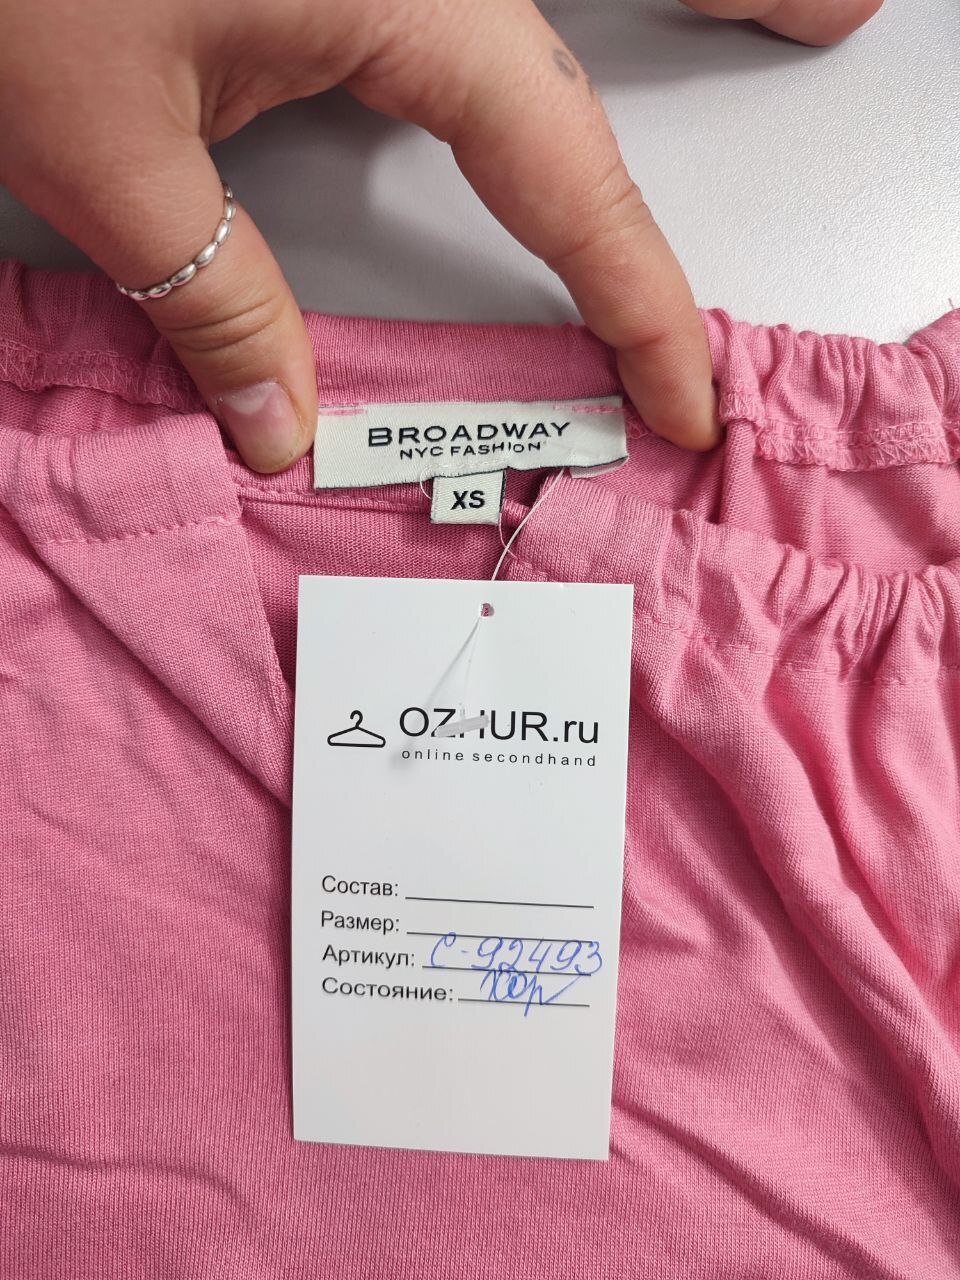 BROADWAY
NYC FASHION
XS
OZHUR.ru
online secondhand
Состав:
Размер:
Артикул: С-92493
Состояние: хор